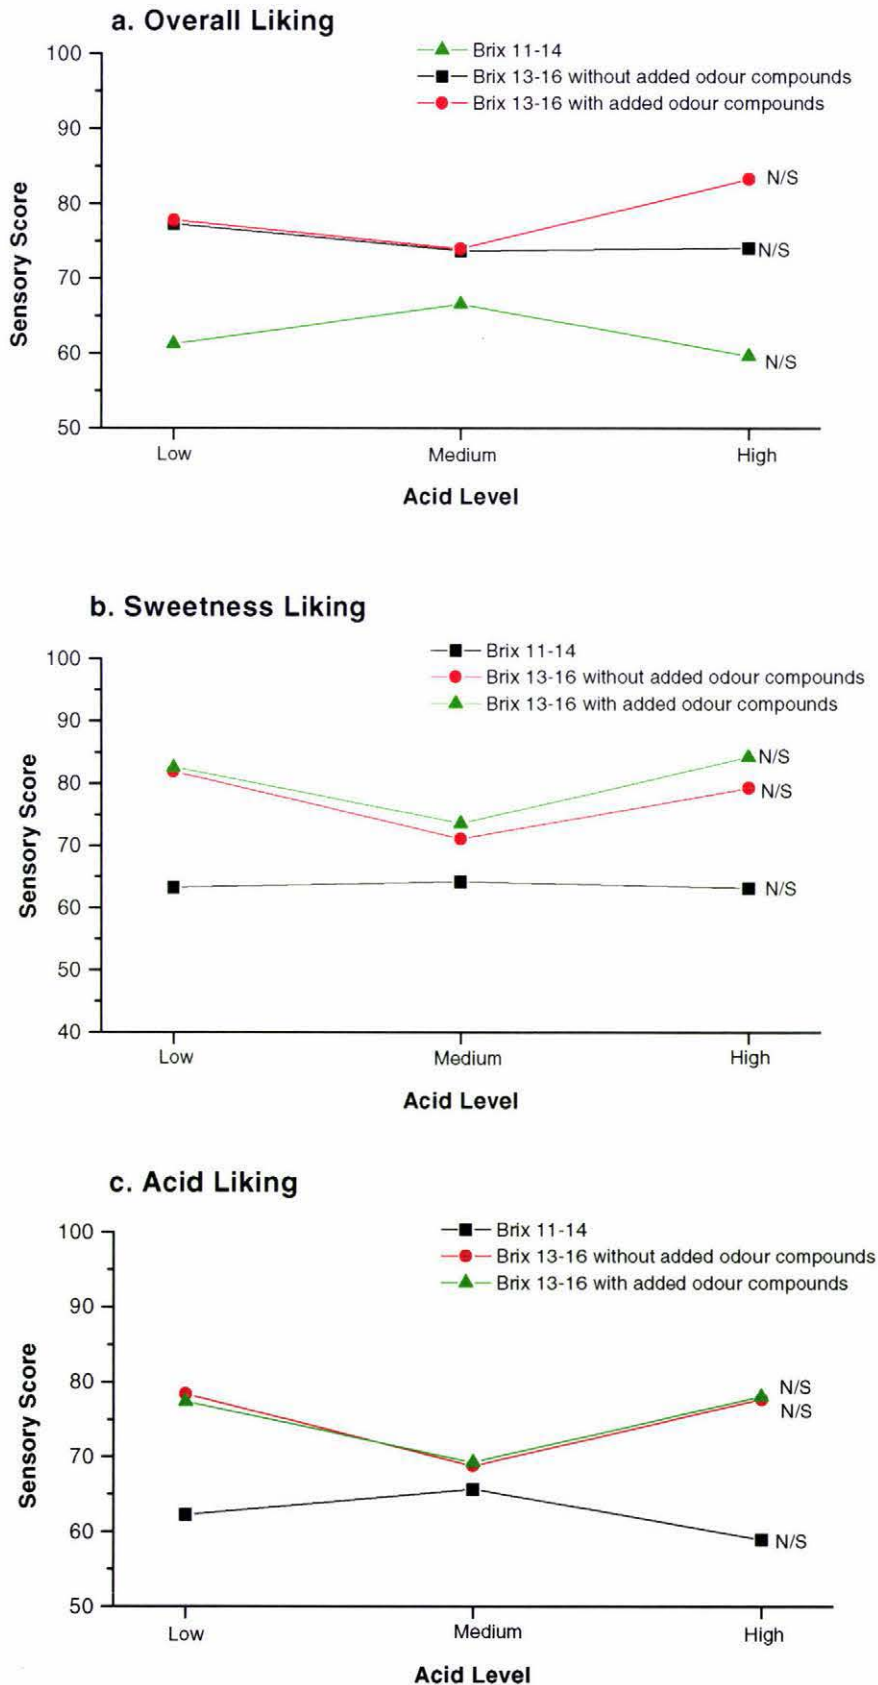 a. Overall Liking
Brix 11-14
Brix 13-16 without added odour compounds
Brix 13-16 with added odour compounds
100
90
80
70
60
50
Sensory Score
N/S
N/S
N/S
Low Medium High
Acid Level
b. Sweetness Liking
Brix 11-14
Brix 13-16 without added odour compounds
Brix 13-16 with added odour compounds
100
90
80
70
60
50
40
Sensory Score
N/S
N/S
N/S
Low Medium High
Acid Level
c. Acid Liking
Brix 11-14
Brix 13-16 without added odour compounds
Brix 13-16 with added odour compounds
100
90
80
70
60
50
Sensory Score
N/S
N/S
N/S
Low Medium High
Acid Level